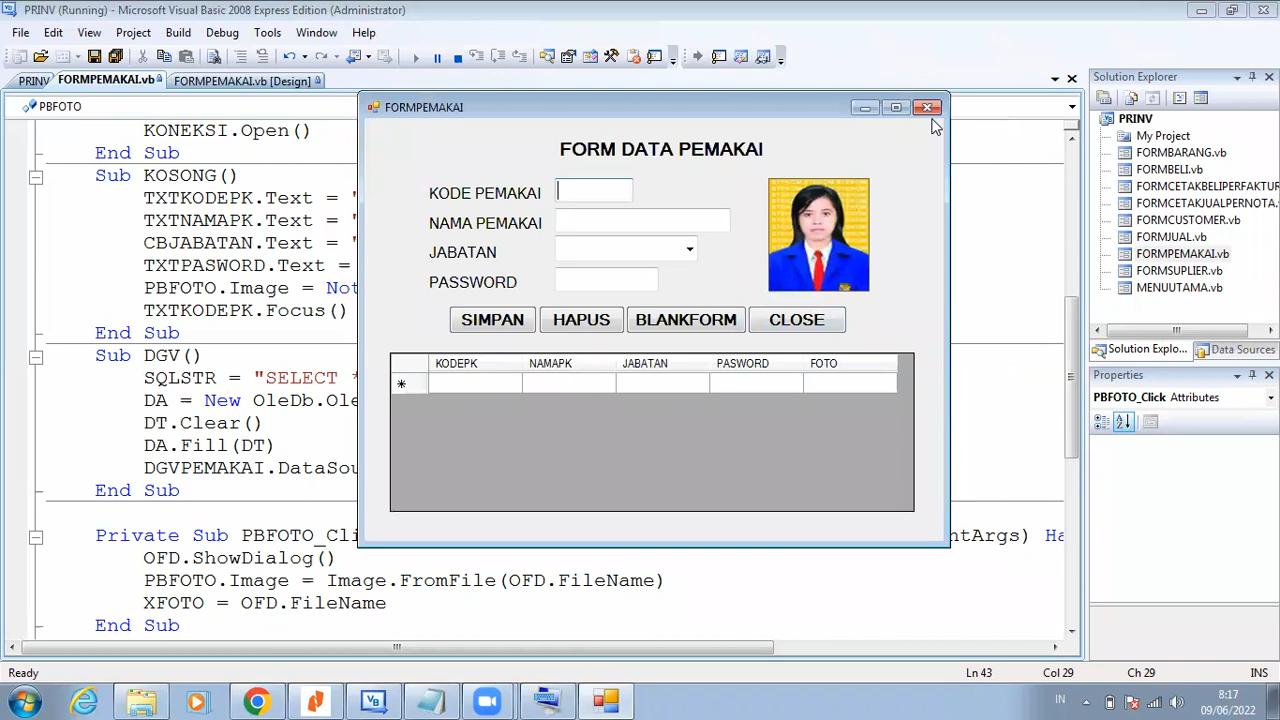 PRINV (Running) - Microsoft Visual Basic 2008 Express Edition (Administrator)
File Edit View Project Build Debug Tools Window Help
PRINV FORMPEMAKAI.vb FORMPEMAKAI.vb [Design]
PBFOTO
KONEKSI.Open()
End Sub
Sub KOSONG()
TXTKODEPK.Text = "
TXTNAMAPK.Text = "
CBJABATAN.Text = "
TXTPASWORD.Text =
PBFOTO.Image = Not
TXTKODEPK.Focus()
End Sub
Sub DGV()
SQLSTR = "SELECT *
DA = New OleDb.Ole
DT.Clear()
DA.Fill(DT)
DGVPEMAKAI.DataSou
End Sub
Private Sub PBFOTO_Cli ntArgs) Ha
OFD.ShowDialog()
PBFOTO.Image = Image.FromFile(OFD.FileName)
XFOTO = OFD.FileName
End Sub
FORMPEMAKAI
FORM DATA PEMAKAI
KODE PEMAKAI
NAMA PEMAKAI
JABATAN
PASSWORD
SIMPAN HAPUS BLANKFORM CLOSE
KODEPK NAMAPK JABATAN PASWORD FOTO
Solution Explorer
PRINV
My Project
FORMBARANG.vb
FORMBELI.vb
FORMCETAKBELIPERFAKTUR
FORMCETAKJUALPERNOTA.
FORMCUSTOMER.vb
FORMJUAL.vb
FORMPEMAKAI.vb
FORMSUPLIER.vb
MENUUTAMA.vb
Solution Explo... Data Sources
Properties
PBFOTO_Click Attributes
Ready Ln 43 Col 29 Ch 29 INS
IN 8:17
09/06/2022